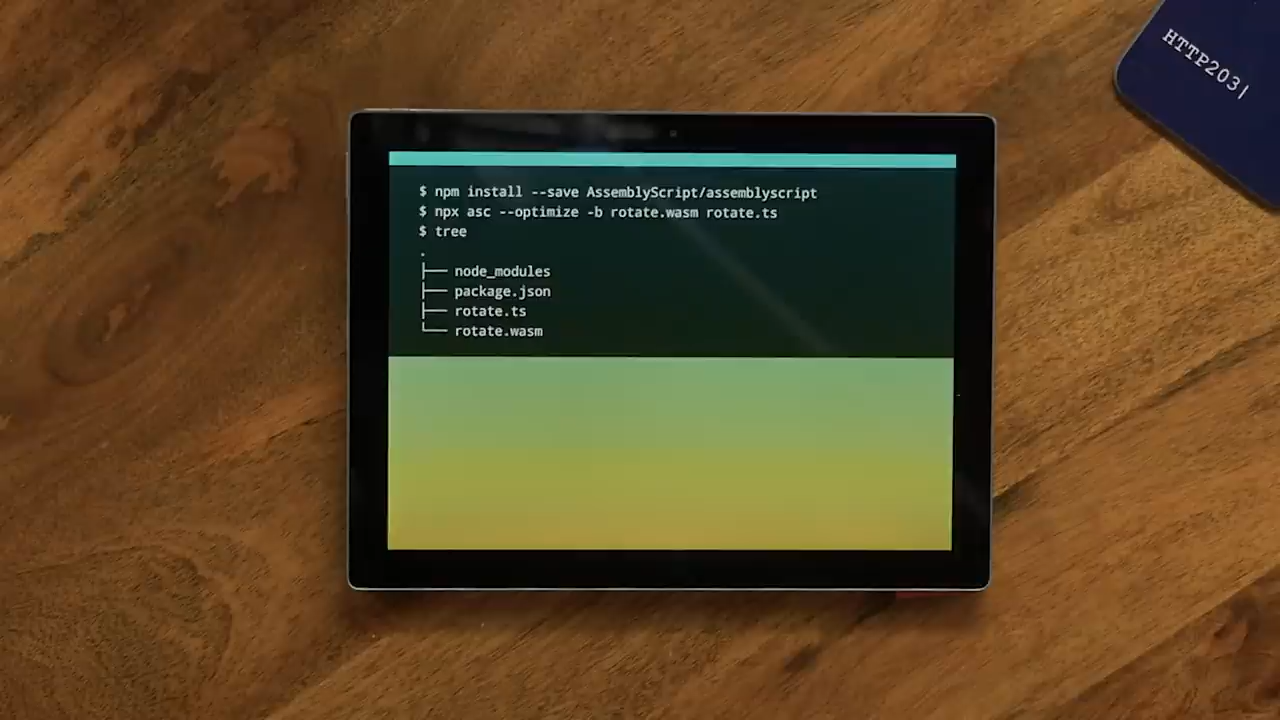 HTTP203|
$ npm install --save AssemblyScript/assemblyscript
$ npx asc --optimize -b rotate.wasm rotate.ts
$ tree
.
├── node_modules
├── package.json
├── rotate.ts
└── rotate.wasm